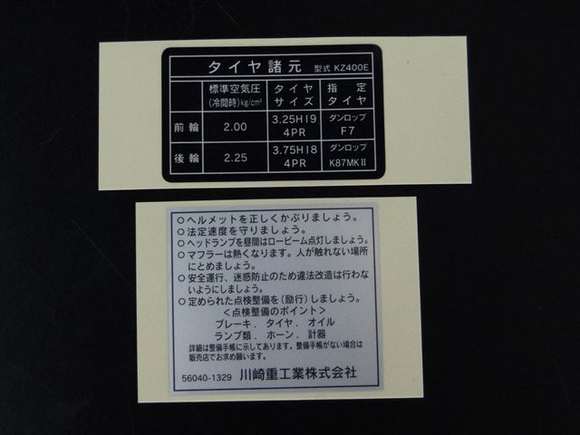 タイヤ諸元 型式 KZ400E
標準空気圧 タイヤ 指定
(冷間時)kg/cm² サイズ タイヤ
前輪 2.00 3.25H19 4PR ダンロップ F7
後輪 2.25 3.75H18 4PR ダンロップ K87MKⅡ
○ヘルメットを正しくかぶりましょう。
○法定速度を守りましょう。
○ヘッドランプを昼間はロービーム点灯しましょう。
○マフラーは熱くなります。人が触れない場所
にとめましょう。
○安全運行、迷惑防止のため違法改造は行わな
いようにしましょう。
○定められた点検整備を(励行)しましょう。
<点検整備のポイント>
ブレーキ．タイヤ．オイル
ランプ類．ホーン．計器
詳細は整備手帳に示してあります。整備手帳がない場合は
販売店でお求め願います。
56040-1329 川崎重工業株式会社